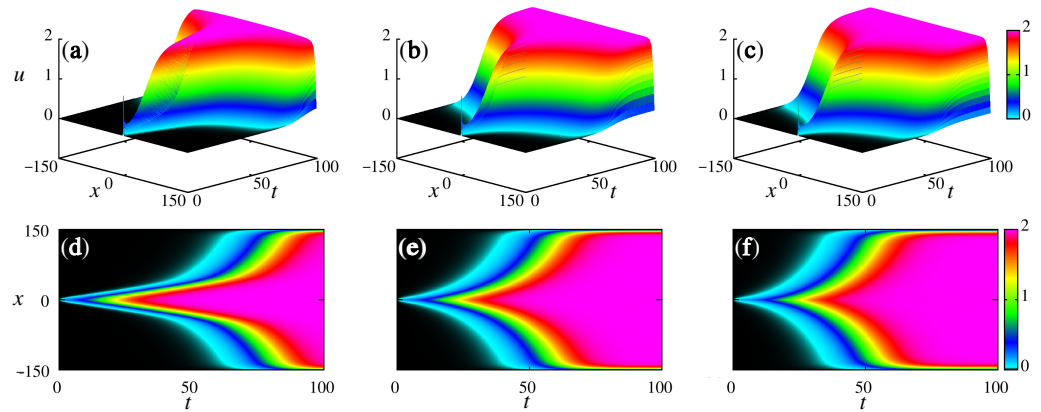 (a) (b) (c)
2 2 2 2
u 1 1 1 1
0 0 0 0
−150 100 −150 100 −150 100
x 0 50 t x 0 50 t x 0 50 t
150 0 150 0 150 0
150 (d) (e) (f) 2
x 0 1
−150 0
0 50 100 0 50 100 0 50 100
t t t